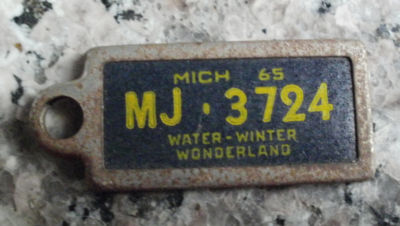 MICH 65
MJ·3724
WATER-WINTER
WONDERLAND